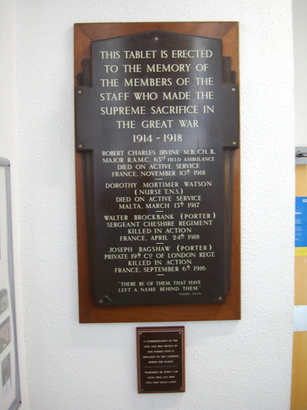 THIS TABLET IS ERECTED
TO THE MEMORY OF
THE MEMBERS OF THE
STAFF WHO MADE THE
SUPREME SACRIFICE IN
THE GREAT WAR
1914-1918
ROBERT CHARLES IRVINE M.B. CH. B.
MAJOR R.A.M.C. 63RD FIELD AMBULANCE
DIED ON ACTIVE SERVICE
FRANCE, NOVEMBER 10TH 1918
DOROTHY MORTIMER WATSON
(NURSE T.N.S.)
DIED ON ACTIVE SERVICE
MALTA, MARCH 13TH 1917
WALTER BROCKBANK (PORTER)
SERGEANT CHESHIRE REGIMENT
KILLED IN ACTION
FRANCE, APRIL 24TH 1918
JOSEPH BAGSHAW (PORTER)
PRIVATE 19TH CO OF LONDON REGT.
KILLED IN ACTION
FRANCE, SEPTEMBER 6TH 1916
"THERE BE OF THEM, THAT HAVE
LEFT A NAME BEHIND THEM."